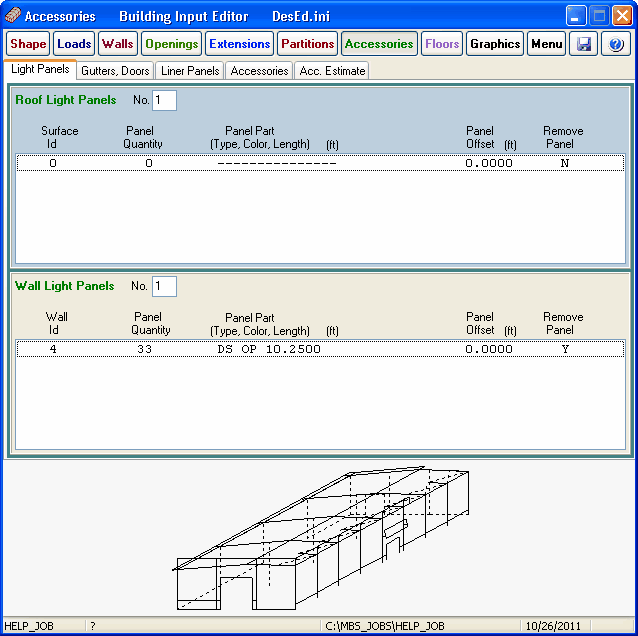 Accessories Building Input Editor DesEd.ini
Shape Loads Walls Openings Extensions Partitions Accessories Floors Graphics Menu
Light Panels Gutters, Doors Liner Panels Accessories Acc. Estimate
Roof Light Panels No. 1
Surface Panel Panel Part Panel Remove
Id Quantity (Type, Color, Length) (ft) Offset (ft) Panel
0 0 --------------- 0.0000 N
Wall Light Panels No. 1
Wall Panel Panel Part Panel Remove
Id Quantity (Type, Color, Length) (ft) Offset (ft) Panel
4 33 DS OP 10.2500 0.0000 Y
HELP_JOB ? C:\MBS_JOBS\HELP_JOB 10/26/2011